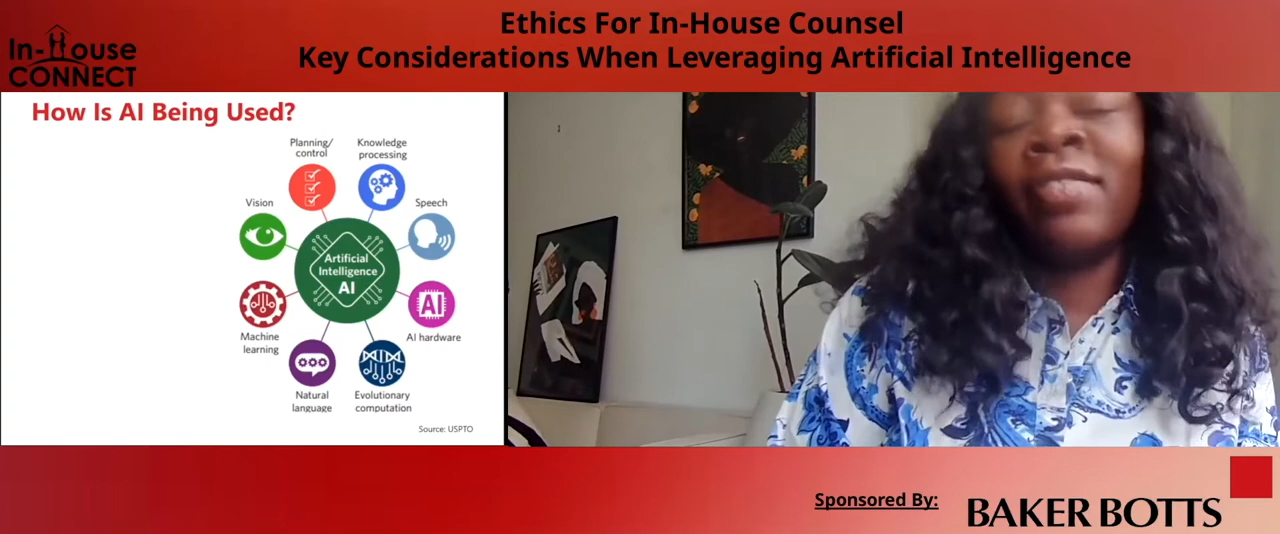 Ethics For In-House Counsel
Key Considerations When Leveraging Artificial Intelligence
In-House
CONNECT
How Is AI Being Used?
Planning/
control
Knowledge
processing
Vision
Speech
Artificial
Intelligence
AI
AI
Machine
learning
AI hardware
Natural
language
Evolutionary
computation
Source: USPTO
Sponsored By:
BAKER BOTTS